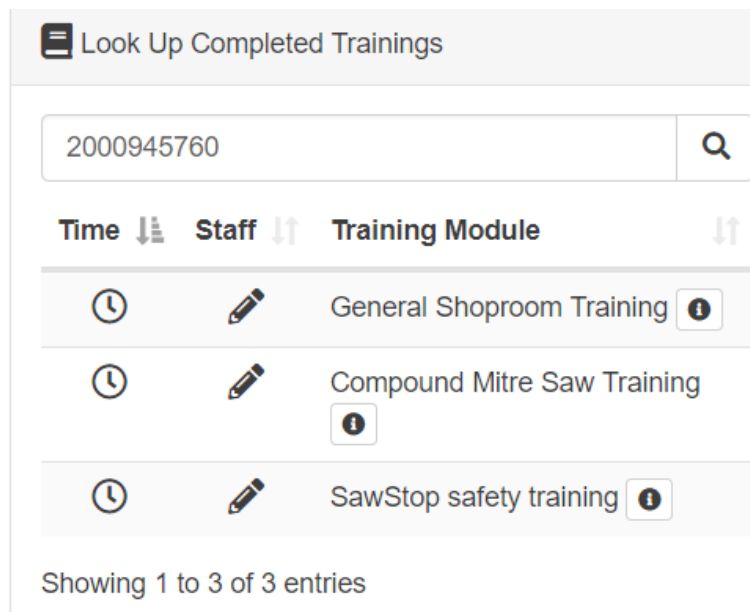 Look Up Completed Trainings
2000945760
Time Staff Training Module
General Shoproom Training
Compound Mitre Saw Training
SawStop safety training
Showing 1 to 3 of 3 entries